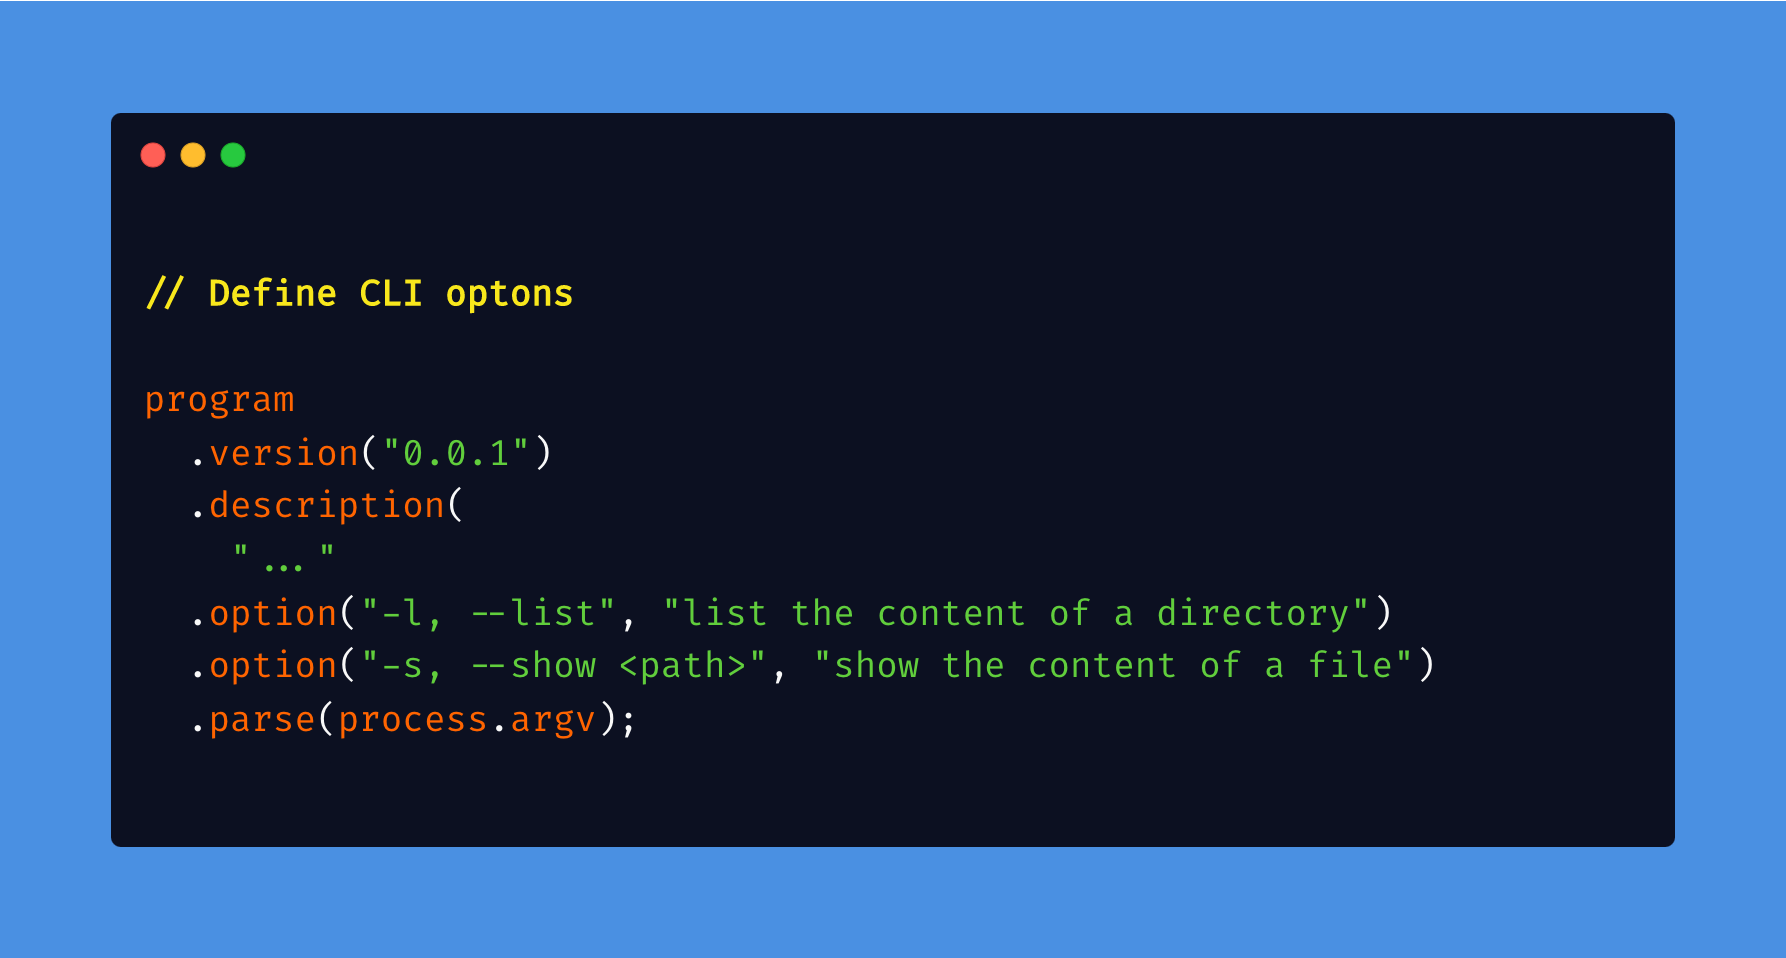 // Define CLI optons
program
.version("0.0.1")
.description(
"..."
.option("-l, --list", "list the content of a directory")
.option("-s, --show <path>", "show the content of a file")
.parse(process.argv);